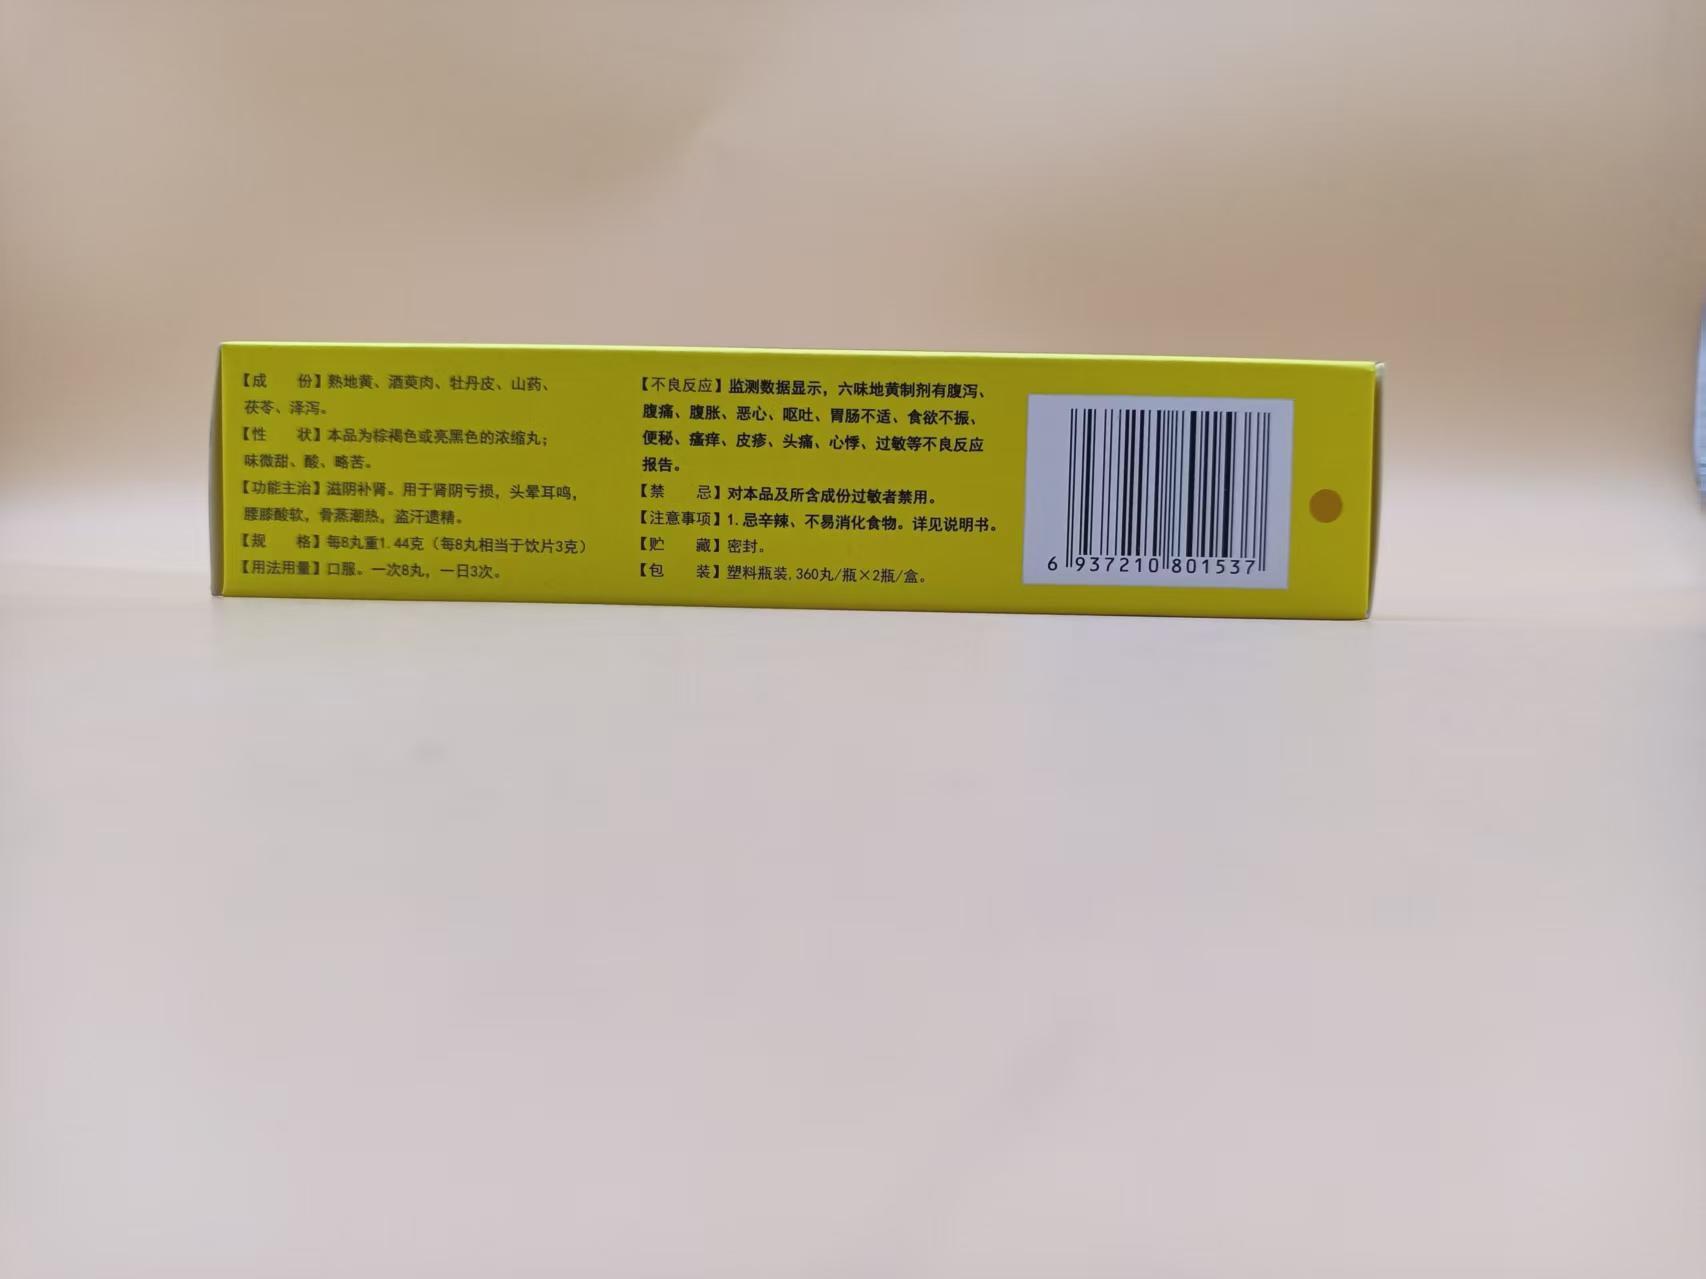 【成　　份】熟地黄、酒萸肉、牡丹皮、山药、
茯苓、泽泻。
【性　　状】本品为棕褐色或亮黑色的浓缩丸；
味微甜、酸、略苦。
【功能主治】滋阴补肾。用于肾阴亏损，头晕耳鸣，
腰膝酸软，骨蒸潮热，盗汗遗精。
【规　　格】每8丸重1.44克（每8丸相当于饮片3克）
【用法用量】口服。一次8丸，一日3次。
【不良反应】监测数据显示，六味地黄制剂有腹泻、
腹痛、腹胀、恶心、呕吐、胃肠不适、食欲不振、
便秘、瘙痒、皮疹、头痛、心悸、过敏等不良反应
报告。
【禁　　忌】对本品及所含成份过敏者禁用。
【注意事项】1.忌辛辣、不易消化食物。详见说明书。
【贮　　藏】密封。
【包　　装】塑料瓶装,360丸/瓶×2瓶/盒。
6 937210 801537